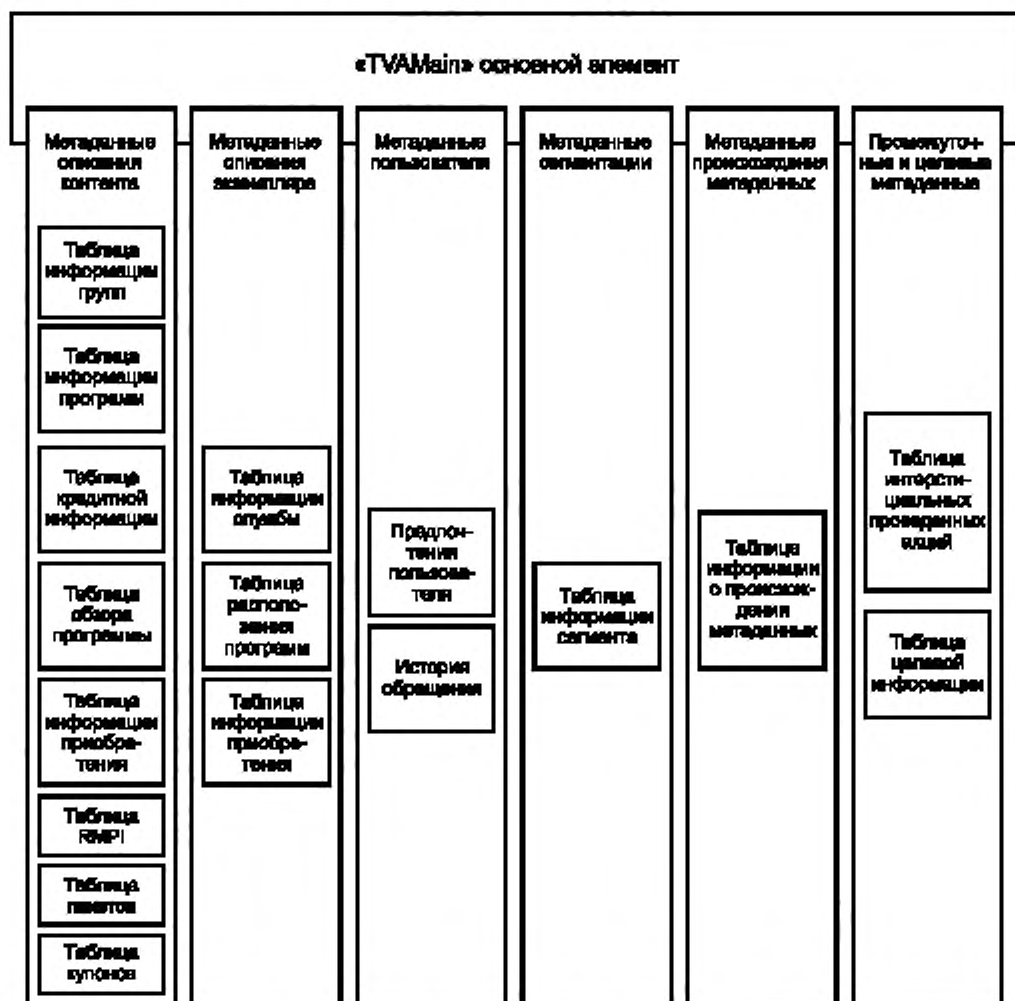 «TVAMain» основной элемент
Метаданные
описания
контента
Таблица
информации
групп
Таблица
информации
программ
Таблица
кредитной
информации
Таблица
обзора
программы
Таблица
информации
приобре-
тения
Таблица
RMPI
Таблица
пакетов
Таблица
купонов
Метаданные
описания
экземпляра
Таблица
информации
службы
Таблица
располо-
жения
программ
Таблица
информации
приобре-
тения
Метаданные
пользователя
Предпоч-
тения
пользова-
теля
История
обращения
Метаданные
сегментации
Таблица
информации
сегмента
Метаданные
происхождения
метаданных
Таблица
информации
о происхож-
дении
метаданных
Промежуточ-
ные и целевые
метаданные
Таблица
интерсти-
циальных
проведенных
акций
Таблица
целевой
информации